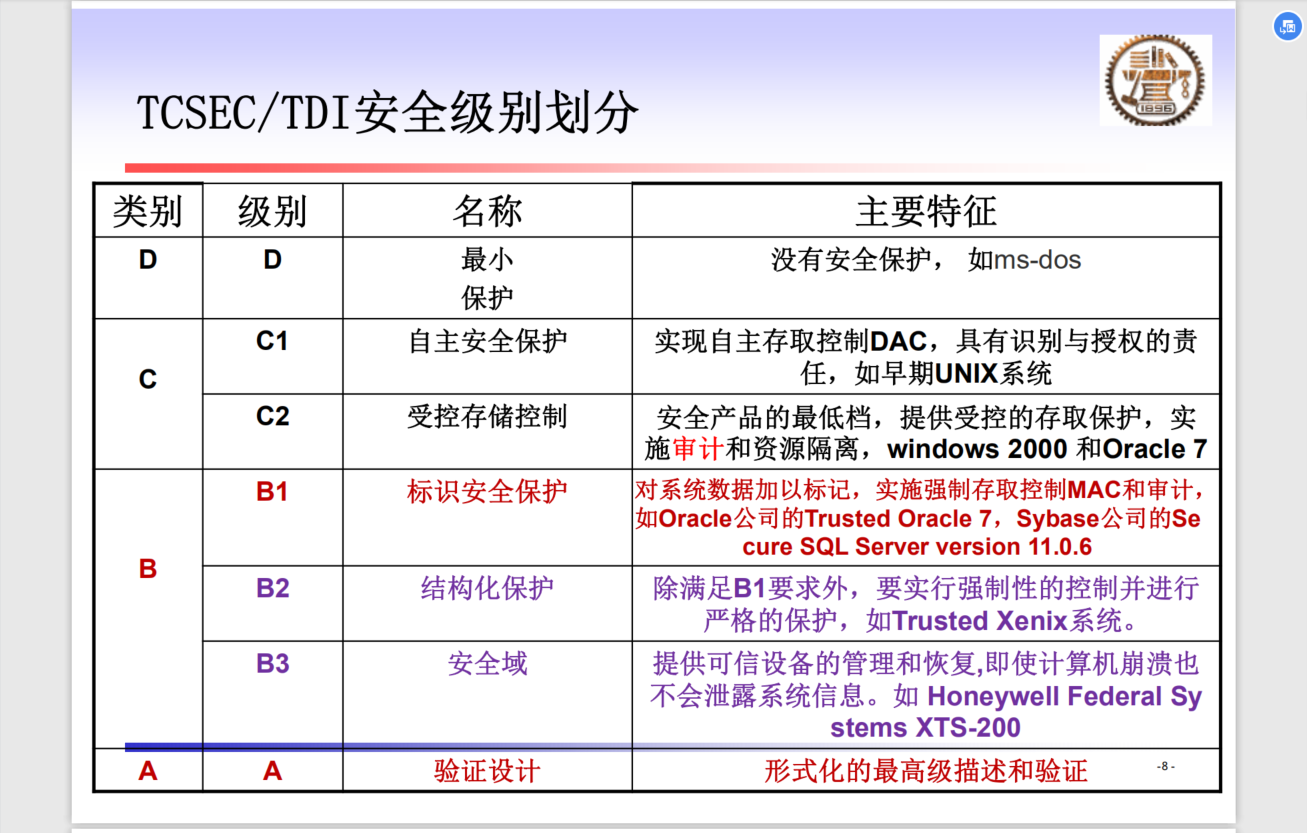 1896
TCSEC/TDI安全级别划分
类别 级别 名称 主要特征
D D 最小
保护 没有安全保护， 如ms-dos
C
C1 自主安全保护 实现自主存取控制DAC，具有识别与授权的责
任，如早期UNIX系统
C2 受控存储控制 安全产品的最低档，提供受控的存取保护，实
施审计和资源隔离，windows 2000 和Oracle 7
B
B1 标识安全保护 对系统数据加以标记，实施强制存取控制MAC和审计，
如Oracle公司的Trusted Oracle 7，Sybase公司的Se
cure SQL Server version 11.0.6
B2 结构化保护 除满足B1要求外，要实行强制性的控制并进行
严格的保护，如Trusted Xenix系统。
B3 安全域 提供可信设备的管理和恢复,即使计算机崩溃也
不会泄露系统信息。如 Honeywell Federal Sy
stems XTS-200
A A 验证设计 形式化的最高级描述和验证
-8-